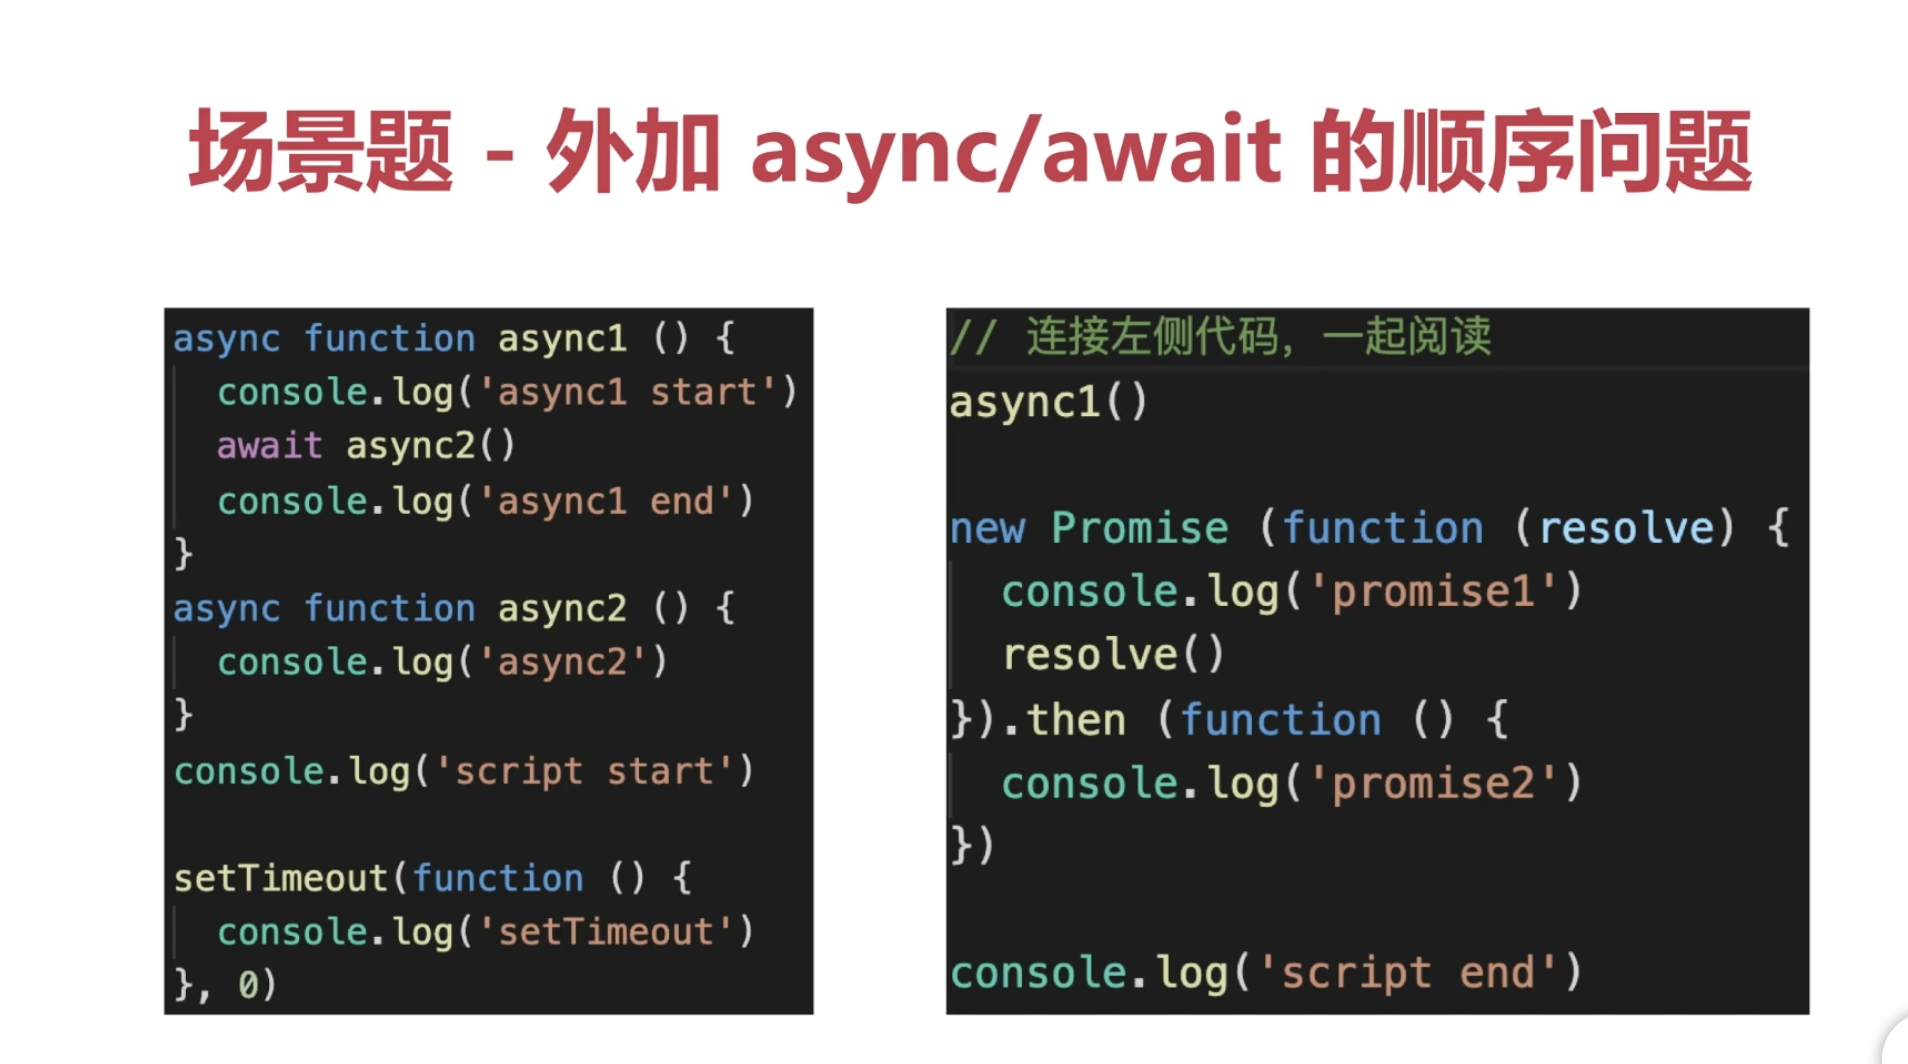 场景题 - 外加 async/await 的顺序问题
async function async1 () {
  console.log('async1 start')
  await async2()
  console.log('async1 end')
}
async function async2 () {
  console.log('async2')
}
console.log('script start')
setTimeout(function () {
  console.log('setTimeout')
}, 0)
// 连接左侧代码，一起阅读
async1()
new Promise (function (resolve) {
  console.log('promise1')
  resolve()
}).then (function () {
  console.log('promise2')
})
console.log('script end')